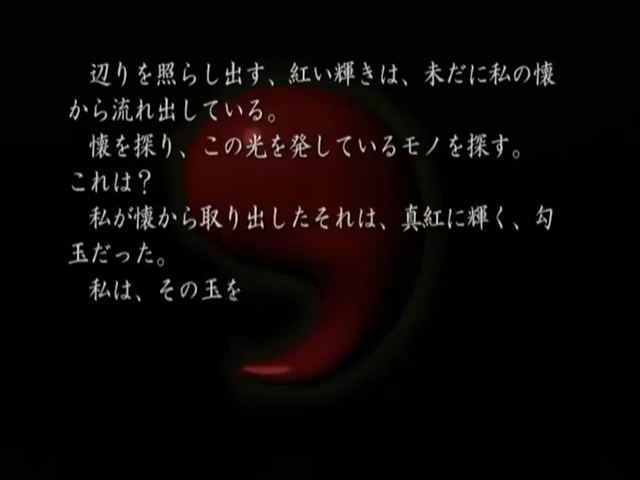 辺りを照らし出す、紅い輝きは、未だに私の懐
から流れ出している。
懐を探り、この光を発しているモノを探す。
これは？
私が懐から取り出したそれは、真紅に輝く、勾
玉だった。
私は、その玉を